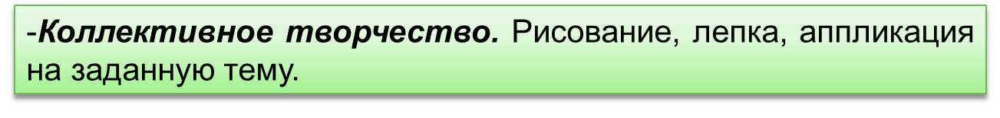 -Коллективное творчество. Рисование, лепка, аппликация
на заданную тему.